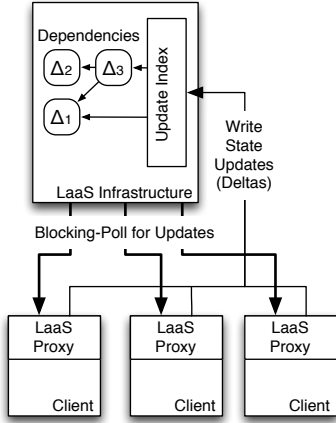 Dependencies
Δ2
Δ3
Δ1
Update Index
LaaS Infrastructure
Write
State
Updates
(Deltas)
Blocking-Poll for Updates
LaaS
Proxy
Client
LaaS
Proxy
Client
LaaS
Proxy
Client